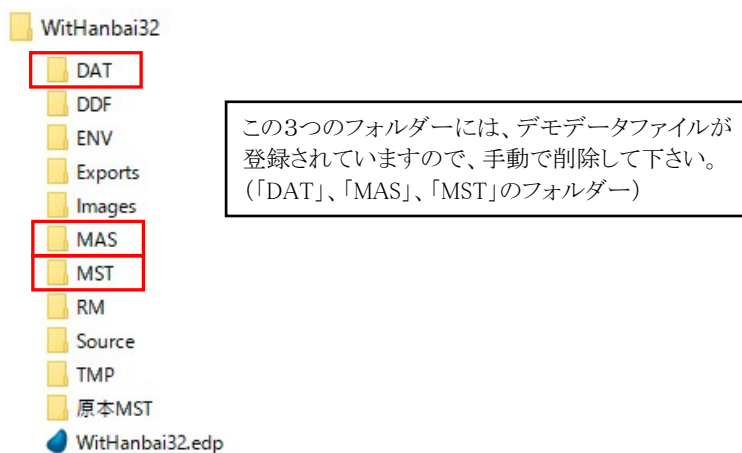 WitHanbai32
DAT
DDF
ENV
Exports
Images
MAS
MST
RM
Source
TMP
原本MST
WitHanbai32.edp
この3つのフォルダーには、デモデータファイルが
登録されていますので、手動で削除して下さい。
(「DAT」、「MAS」、「MST」のフォルダー)